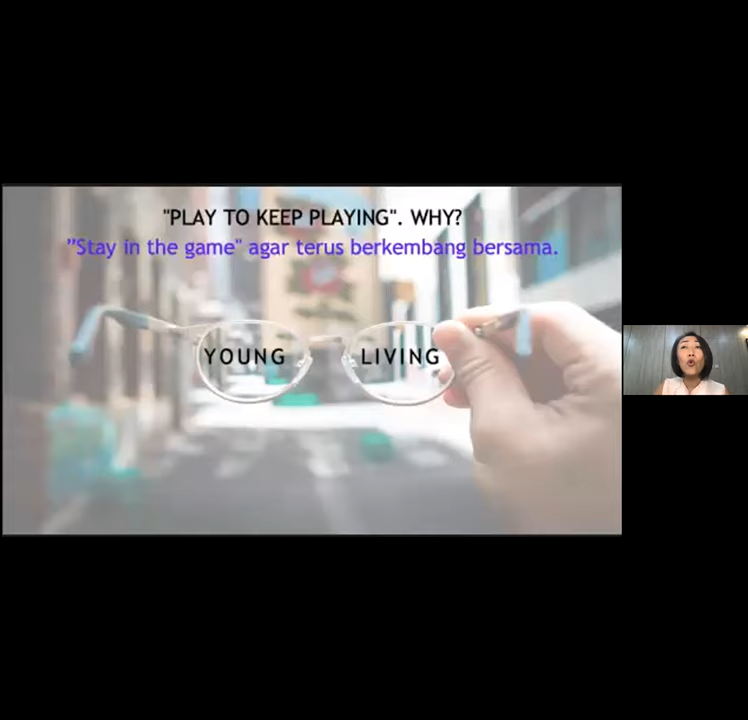 "PLAY TO KEEP PLAYING". WHY?
"Stay in the game" agar terus berkembang bersama.
YOUNG LIVING